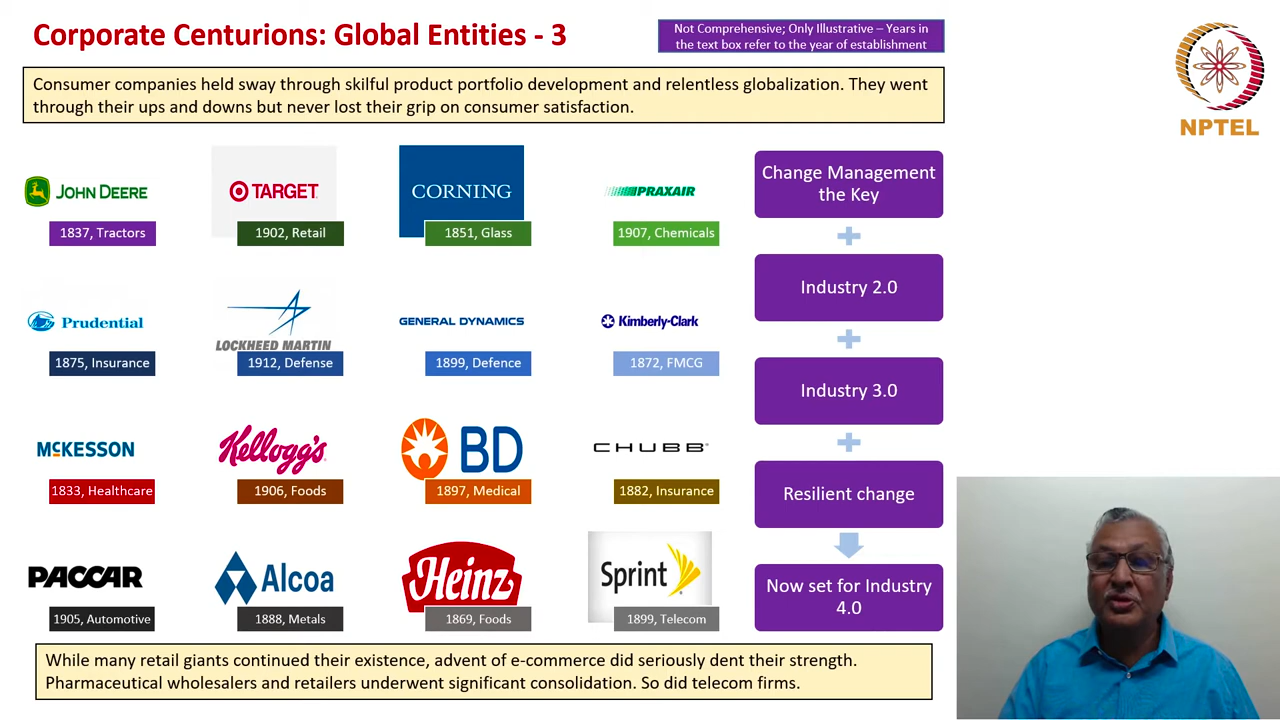 Corporate Centurions: Global Entities - 3
Not Comprehensive; Only Illustrative – Years in
the text box refer to the year of establishment
NPTEL
Consumer companies held sway through skilful product portfolio development and relentless globalization. They went
through their ups and downs but never lost their grip on consumer satisfaction.
JOHN DEERE
1837, Tractors
TARGET
1902, Retail
CORNING
1851, Glass
PRAXAIR
1907, Chemicals
Prudential
1875, Insurance
LOCKHEED MARTIN
1912, Defense
GENERAL DYNAMICS
1899, Defence
Kimberly-Clark
1872, FMCG
MCKESSON
1833, Healthcare
Kellogg's
1906, Foods
BD
1897, Medical
CHUBB
1882, Insurance
PACCAR
1905, Automotive
Alcoa
1888, Metals
Heinz
1869, Foods
Sprint
1899, Telecom
Change Management
the Key
Industry 2.0
Industry 3.0
Resilient change
Now set for Industry
4.0
While many retail giants continued their existence, advent of e-commerce did seriously dent their strength.
Pharmaceutical wholesalers and retailers underwent significant consolidation. So did telecom firms.